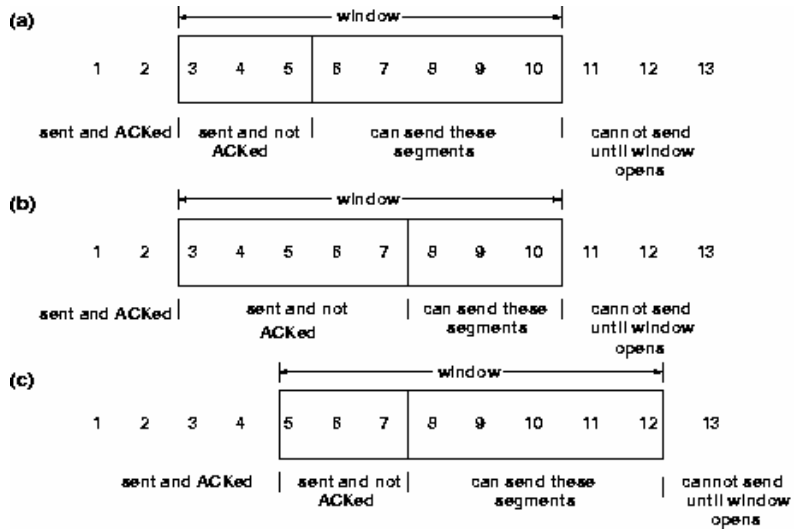 (a)
window
1 2 3 4 5 6 7 8 9 10 11 12 13
sent and ACKed
sent and not
ACKed
can send these
segments
cannot send
until window
opens
(b)
window
1 2 3 4 5 6 7 8 9 10 11 12 13
sent and ACKed
sent and not
ACKed
can send these
segments
cannot send
until window
opens
(c)
window
1 2 3 4 5 6 7 8 9 10 11 12 13
sent and ACKed
sent and not
ACKed
can send these
segments
cannot send
until window
opens